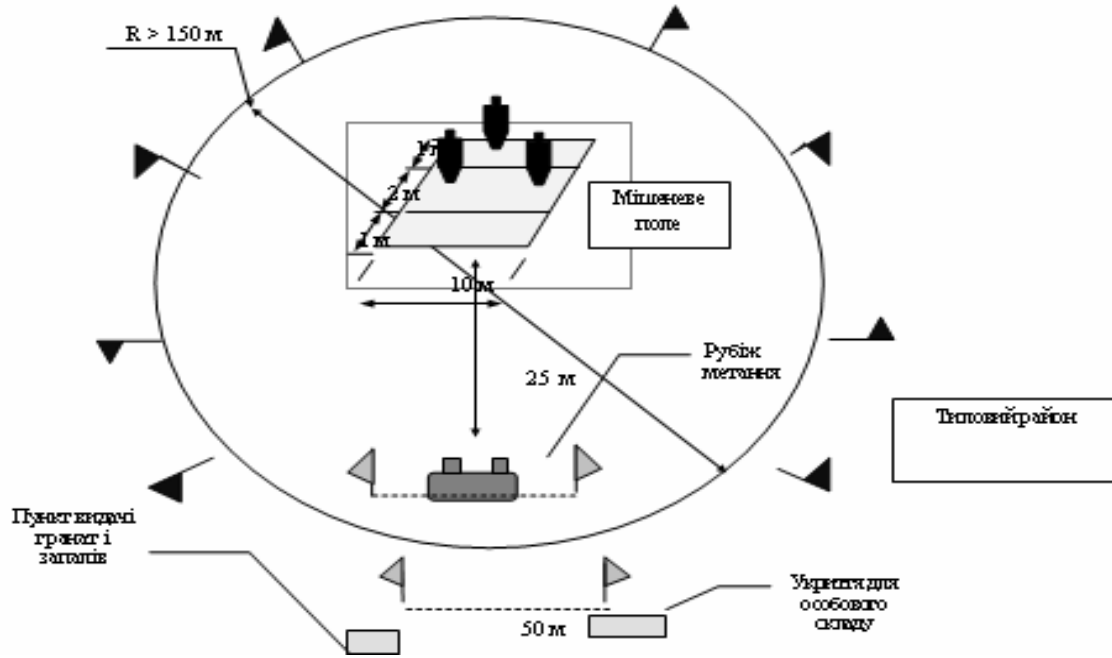 R > 150 м
1 м
2 м
1 м
Мішеневе
поле
10 м
25 м
Рубіж
метання
Тиловий район
Пункт видачі
гранат і
запалів
Укриття для
особового
складу
50 м